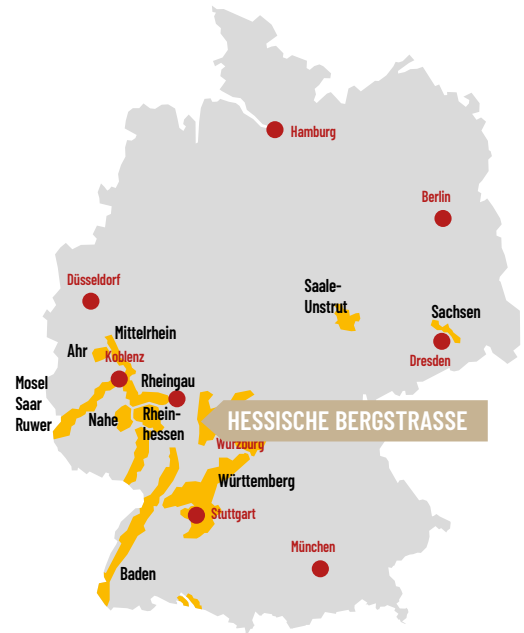 Hamburg
Berlin
Düsseldorf
Saale-
Unstrut
Sachsen
Mittelrhein
Ahr
Koblenz
Dresden
Mosel
Saar
Ruwer
Rheingau
Nahe
Rhein-
hessen
HESSISCHE BERGSTRASSE
Würzburg
Württemberg
Stuttgart
München
Baden